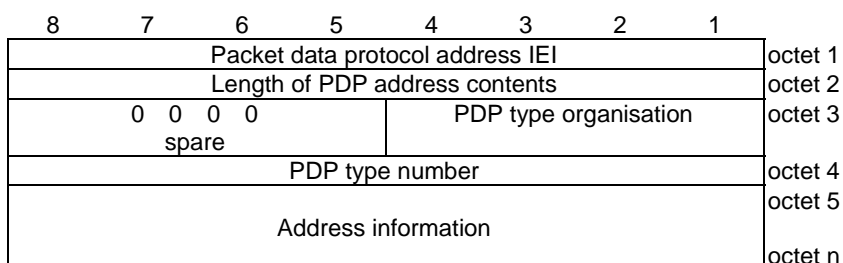 8 7 6 5 4 3 2 1
Packet data protocol address IEI octet 1
Length of PDP address contents octet 2
0 0 0 0 PDP type organisation octet 3
spare
PDP type number octet 4
octet 5
Address information
octet n